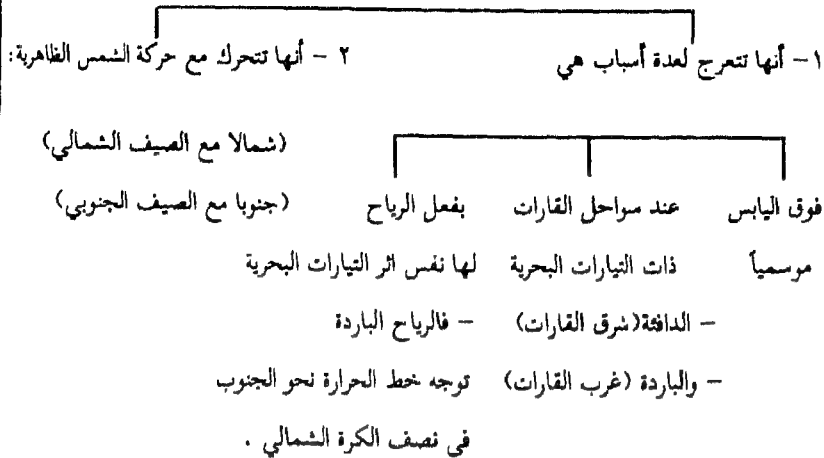 ١ - أنها تتعرج لعدة أسباب هي
٢ - أنها تتحرك مع حركة الشمس الظاهرية:
(شمالا مع الصيف الشمالي)
(جنوبا مع الصيف الجنوبي)
فوق اليابس عند سواحل القارات بفعل الرياح
موسمياً ذات التيارات البحرية لها نفس اثر التيارات البحرية
- الدافئة (شرق القارات) - فالرياح الباردة
- والباردة (غرب القارات) توجه خط الحرارة نحو الجنوب
في نصف الكرة الشمالي .